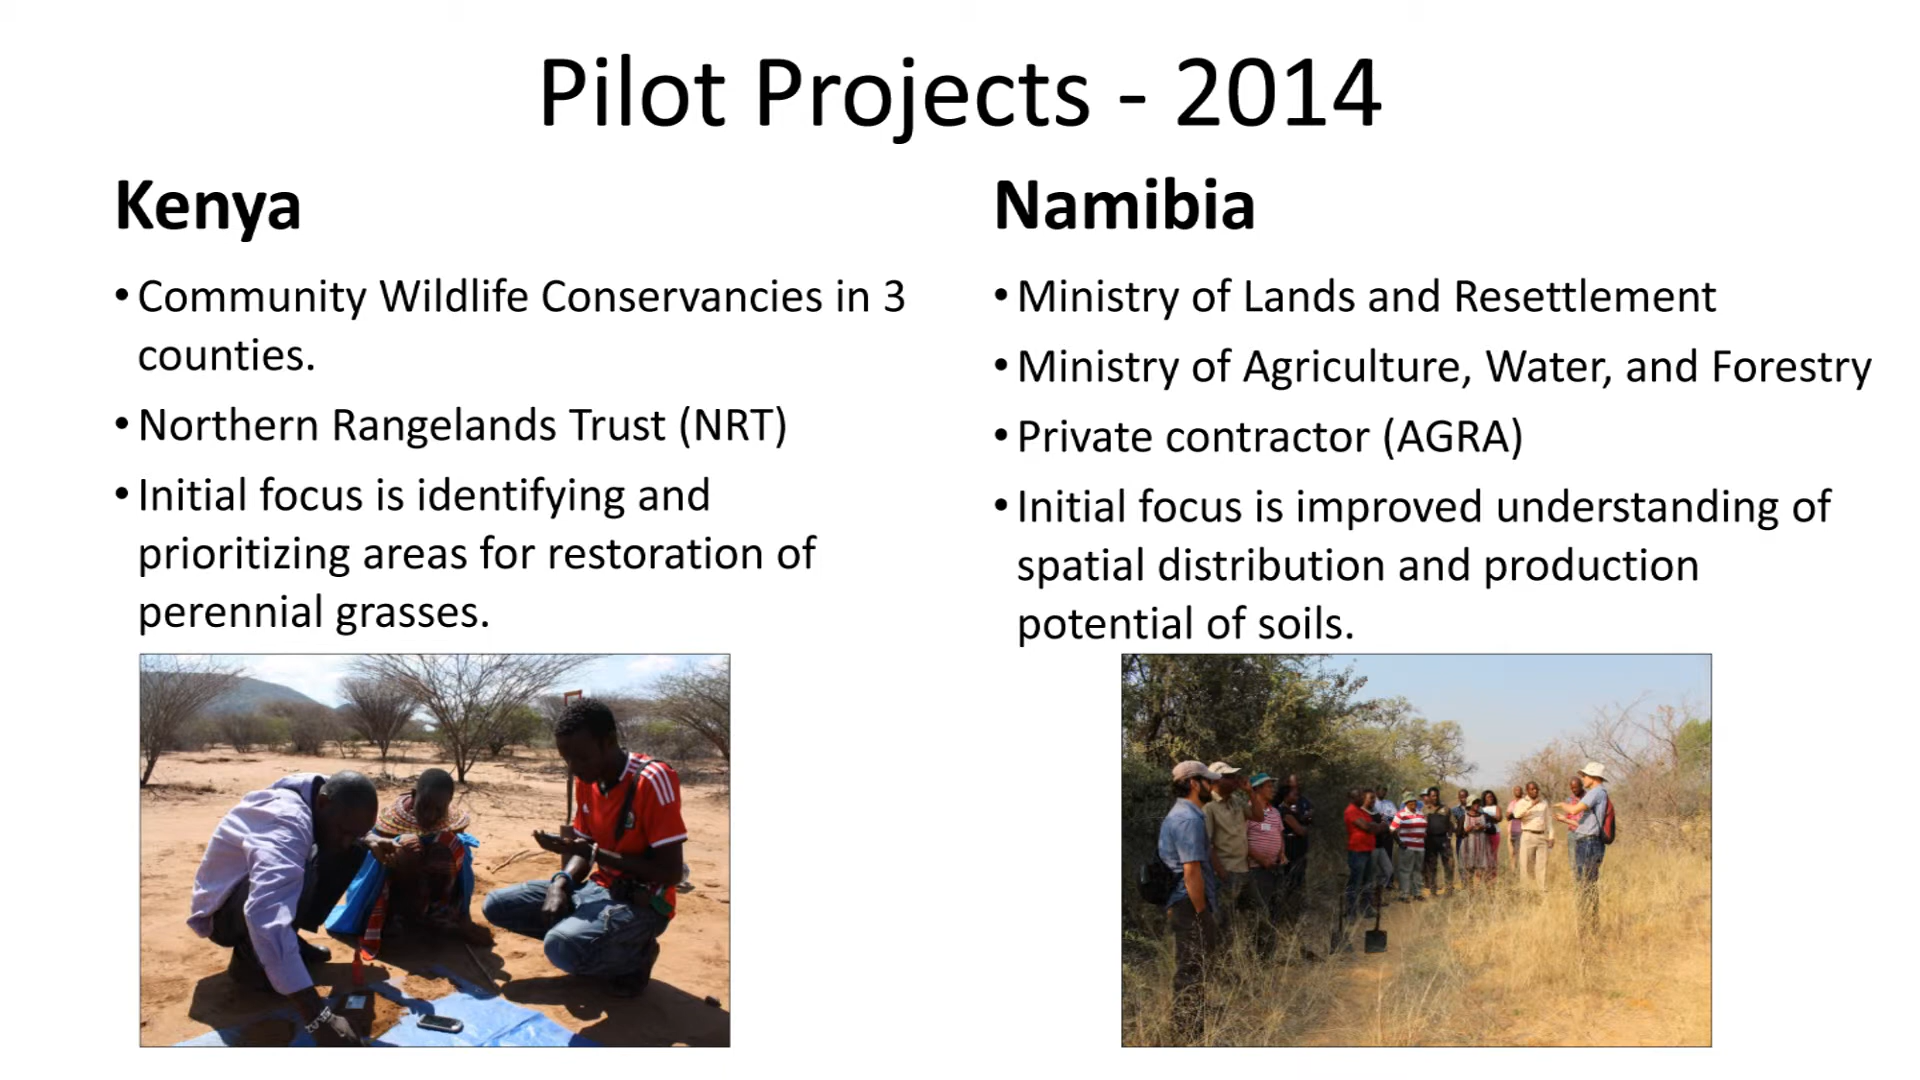 Pilot Projects - 2014
Kenya
• Community Wildlife Conservancies in 3
counties.
• Northern Rangelands Trust (NRT)
• Initial focus is identifying and
prioritizing areas for restoration of
perennial grasses.
Namibia
• Ministry of Lands and Resettlement
• Ministry of Agriculture, Water, and Forestry
• Private contractor (AGRA)
• Initial focus is improved understanding of
spatial distribution and production
potential of soils.